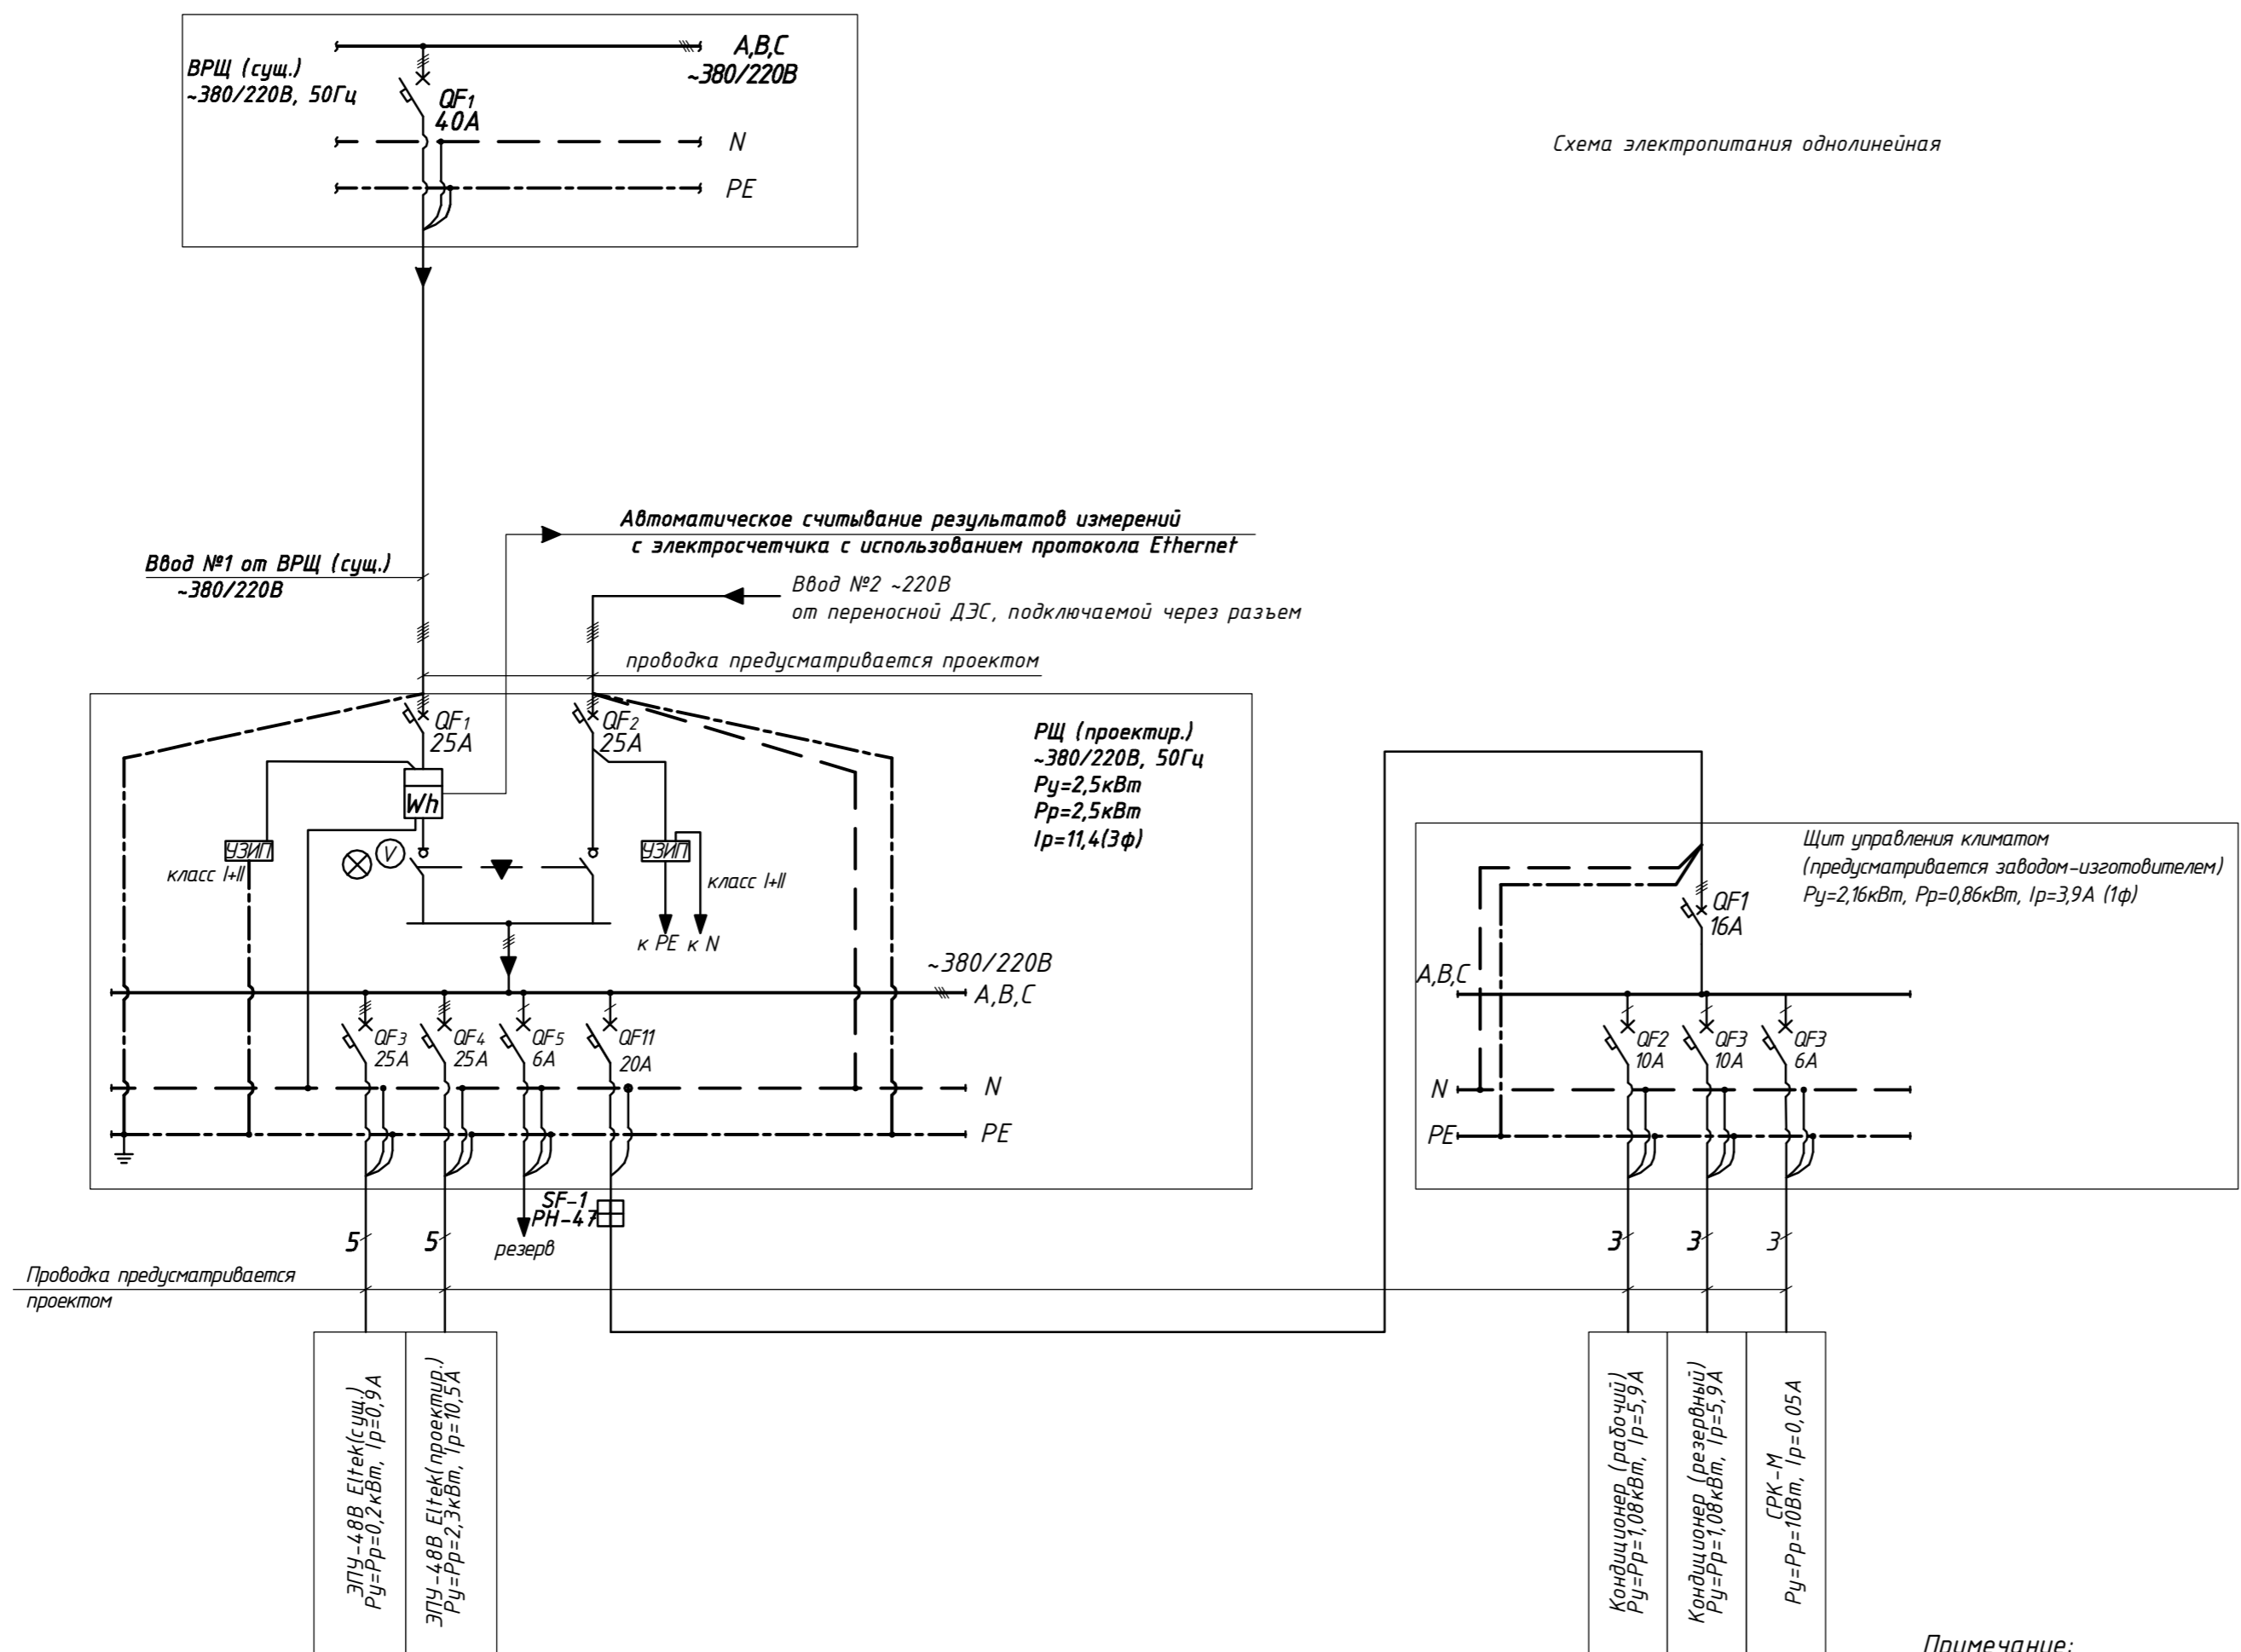 ВРЩ (сущ.)
~380/220В, 50Гц
А,В,С
~380/220В
QF1
40А
N
PE
Схема электропитания однолинейная
Автоматическое считывание результатов измерений
с электросчетчика с использованием протокола Ethernet
Ввод №1 от ВРЩ (сущ.)
~380/220В
Ввод №2 ~220В
от переносной ДЭС, подключаемой через разъем
проводка предусматривается проектом
QF1
25А
QF2
25А
РЩ (проектир.)
~380/220В, 50Гц
Ру=2,5кВт
Рр=2,5кВт
Iр=11,4(3ф)
Wh
УЗИП
класс I+II
V
УЗИП
класс I+II
к РЕ к N
~380/220В
А,В,С
QF3
25А
QF4
25А
QF5
6А
QF11
20А
N
PE
SF-1
РН-47
резерв
5
5
Щит управления климатом
(предусматривается заводом-изготовителем)
Ру=2,16кВт, Рр=0,86кВт, Iр=3,9А (1ф)
QF1
16А
А,В,С
QF2
10А
QF3
10А
QF3
6А
N
PE
3
3
3
Проводка предусматривается
проектом
ЭПУ-48В Eltek(сущ.)
Ру=Рр=0,2кВт, Iр=0,9А
ЭПУ-48В Eltek(проектир.)
Ру=Рр=2,3кВт, Iр=10,5А
Кондиционер (рабочий)
Ру=Рр=1,08кВт, Iр=5,9А
Кондиционер (резервный)
Ру=Рр=1,08кВт, Iр=5,9А
СРК-М
Ру=Рр=10Вт, Iр=0,05А
Примечание: